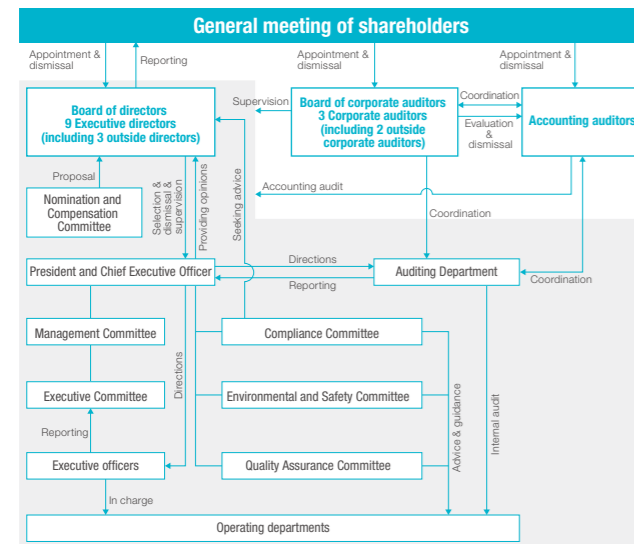 General meeting of shareholders
Appointment &
dismissal
Reporting
Appointment &
dismissal
Appointment &
dismissal
Board of directors
9 Executive directors
(including 3 outside directors)
Supervision
Board of corporate auditors
3 Corporate auditors
(including 2 outside
corporate auditors)
Coordination
Evaluation
&
dismissal
Accounting auditors
Proposal
Nomination and
Compensation
Committee
Selection &
dismissal &
supervision
Providing opinions
Seeking advice
Accounting audit
Coordination
President and Chief Executive Officer
Directions
Reporting
Auditing Department
Coordination
Management Committee
Compliance Committee
Directions
Executive Committee
Environmental and Safety Committee
Advice & guidance
Internal audit
Reporting
Executive officers
Quality Assurance Committee
In charge
Operating departments